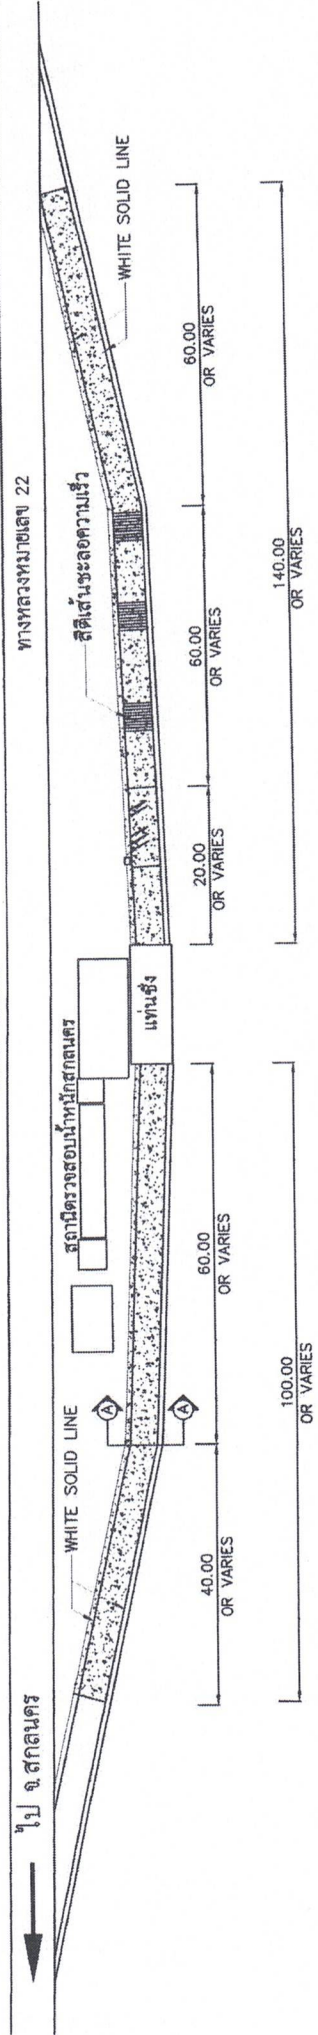 ไป จ.สกลนคร
ทางหลวงหมายเลข 22
WHITE SOLID LINE
สถานีตรวจสอบน้ำหนักสกลนคร
สีตีเส้นชะลอความเร็ว
WHITE SOLID LINE
A
A
แท่นชั่ง
40.00
OR VARIES
60.00
OR VARIES
20.00
OR VARIES
60.00
OR VARIES
60.00
OR VARIES
100.00
OR VARIES
140.00
OR VARIES